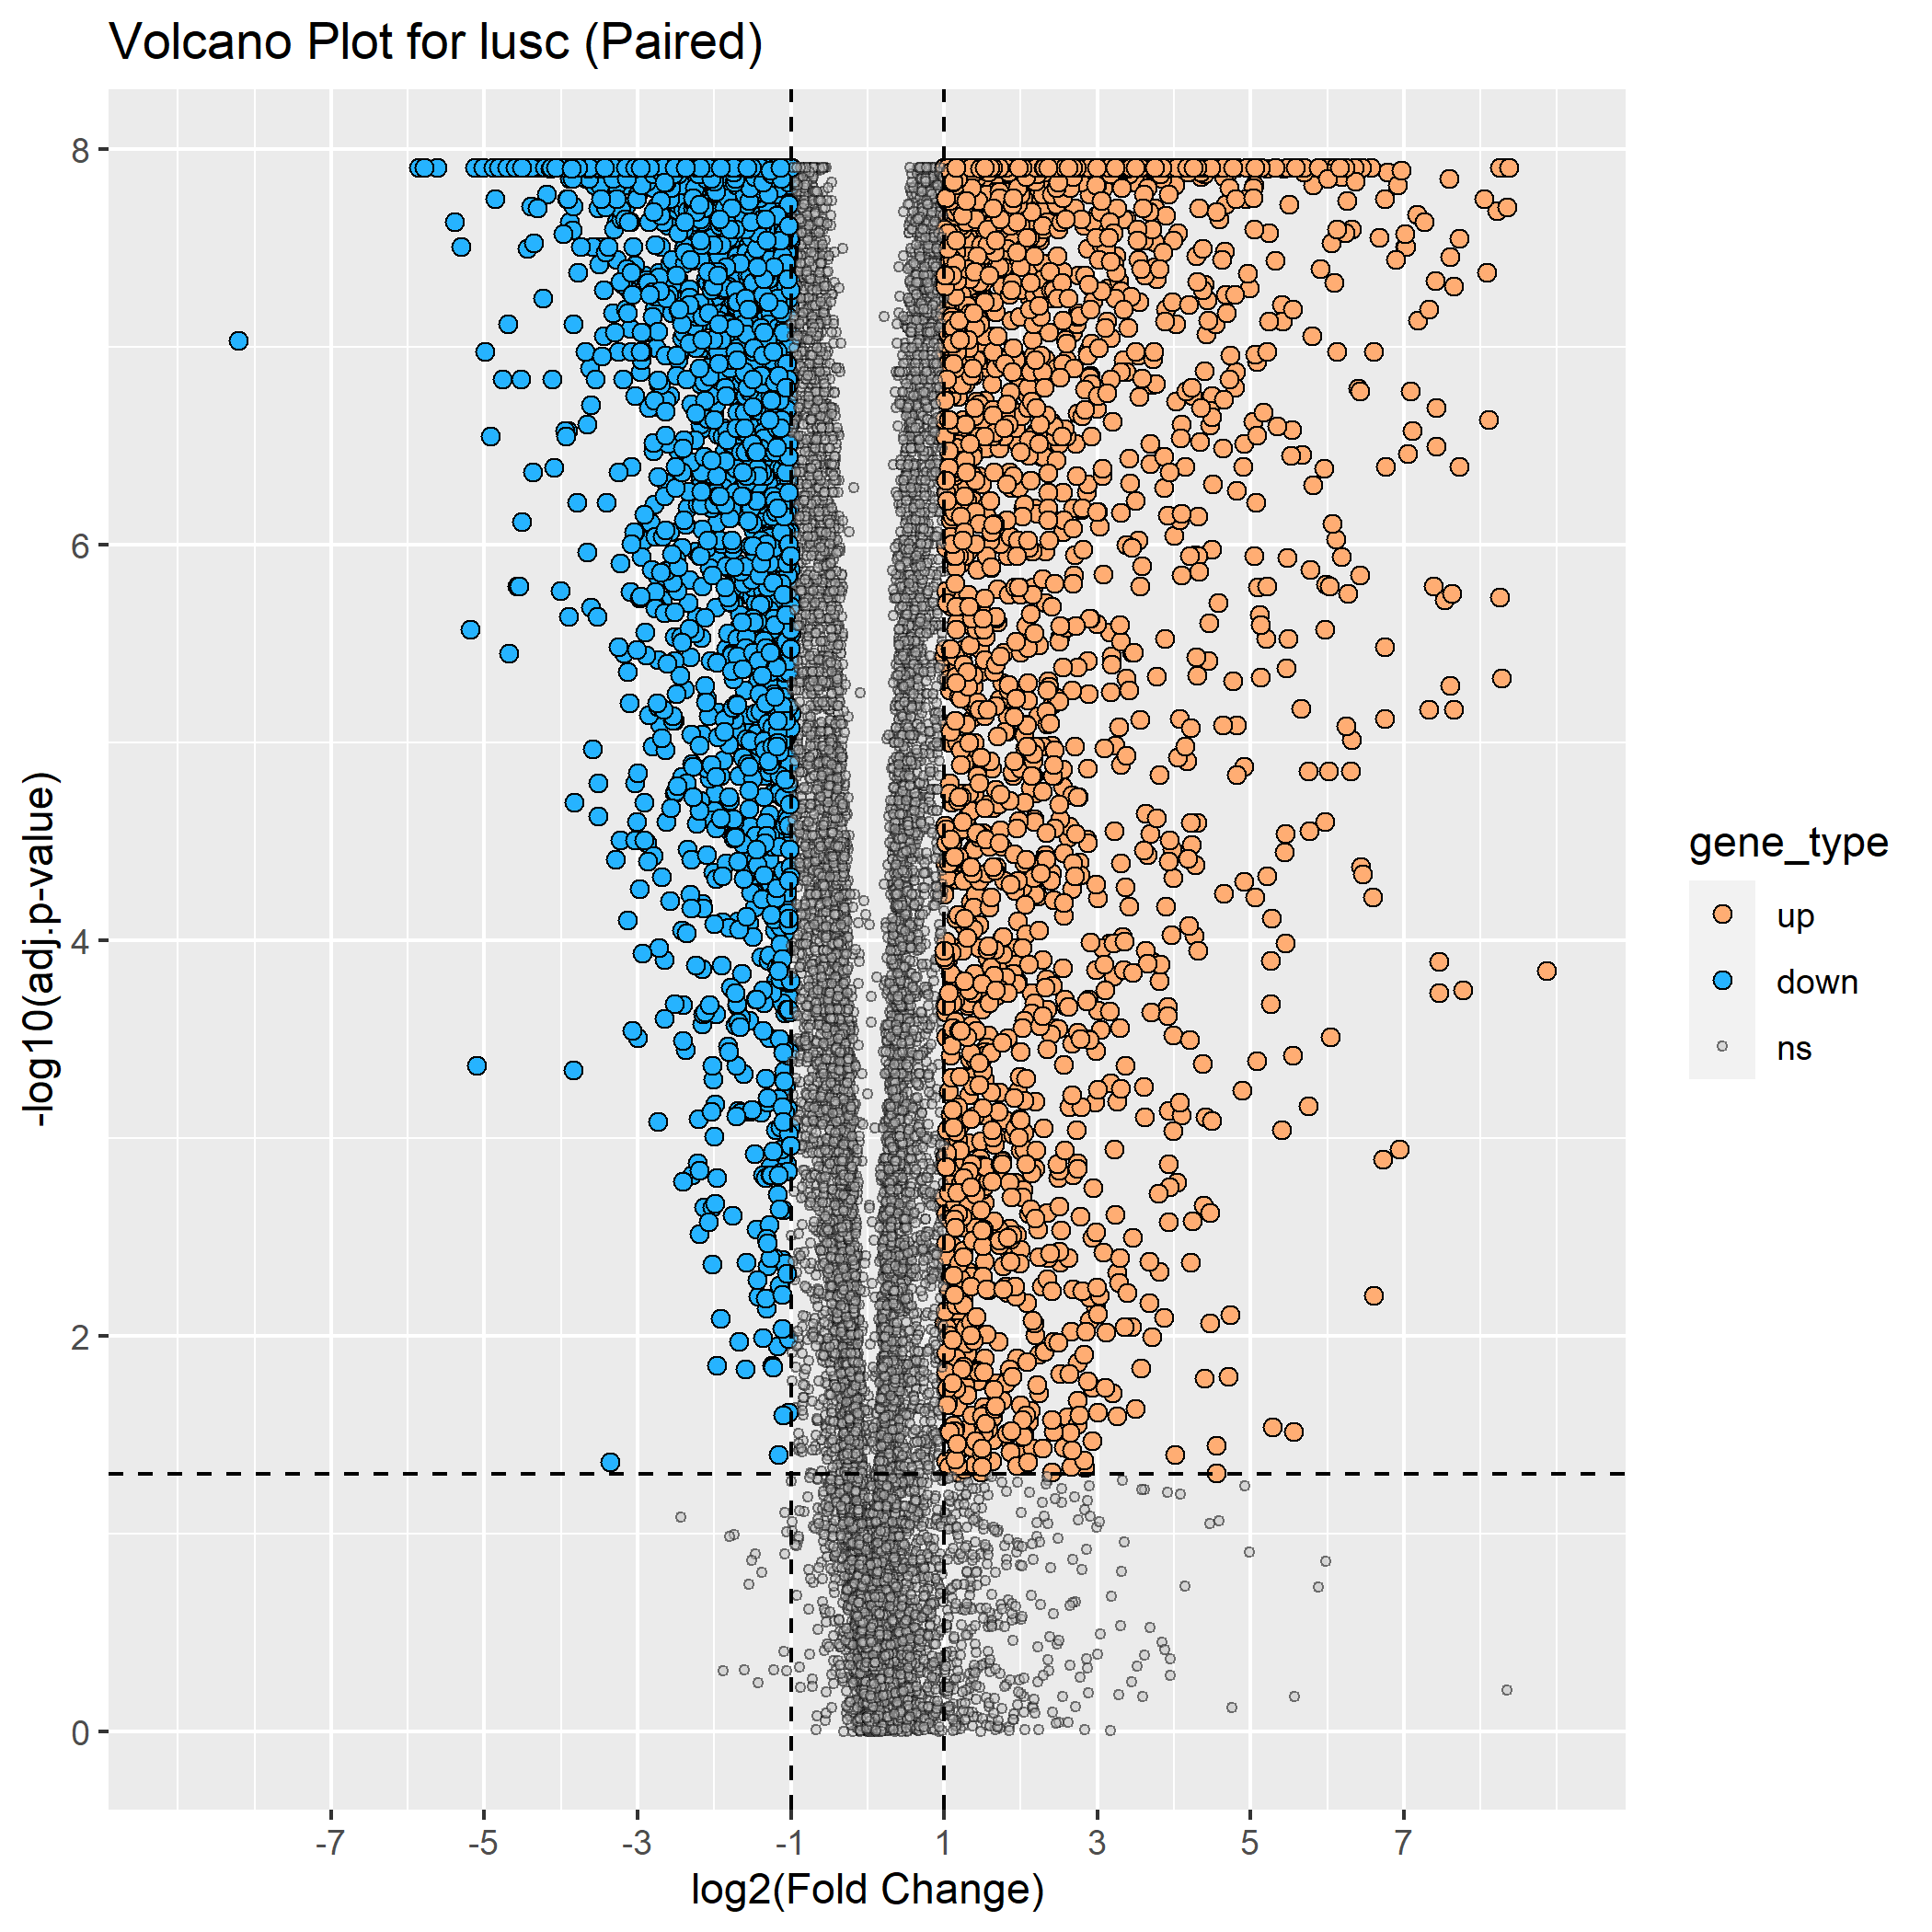 Volcano Plot for lusc (Paired)
-log10(adj.p-value)
8
6
4
2
0
-7 -5 -3 -1 1 3 5 7
log2(Fold Change)
gene_type
up
down
ns